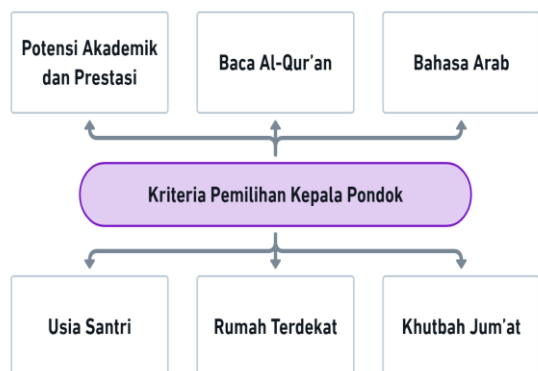 Potensi Akademik
dan Prestasi
Baca Al-Qur’an
Bahasa Arab
Kriteria Pemilihan Kepala Pondok
Usia Santri
Rumah Terdekat
Khutbah Jum’at